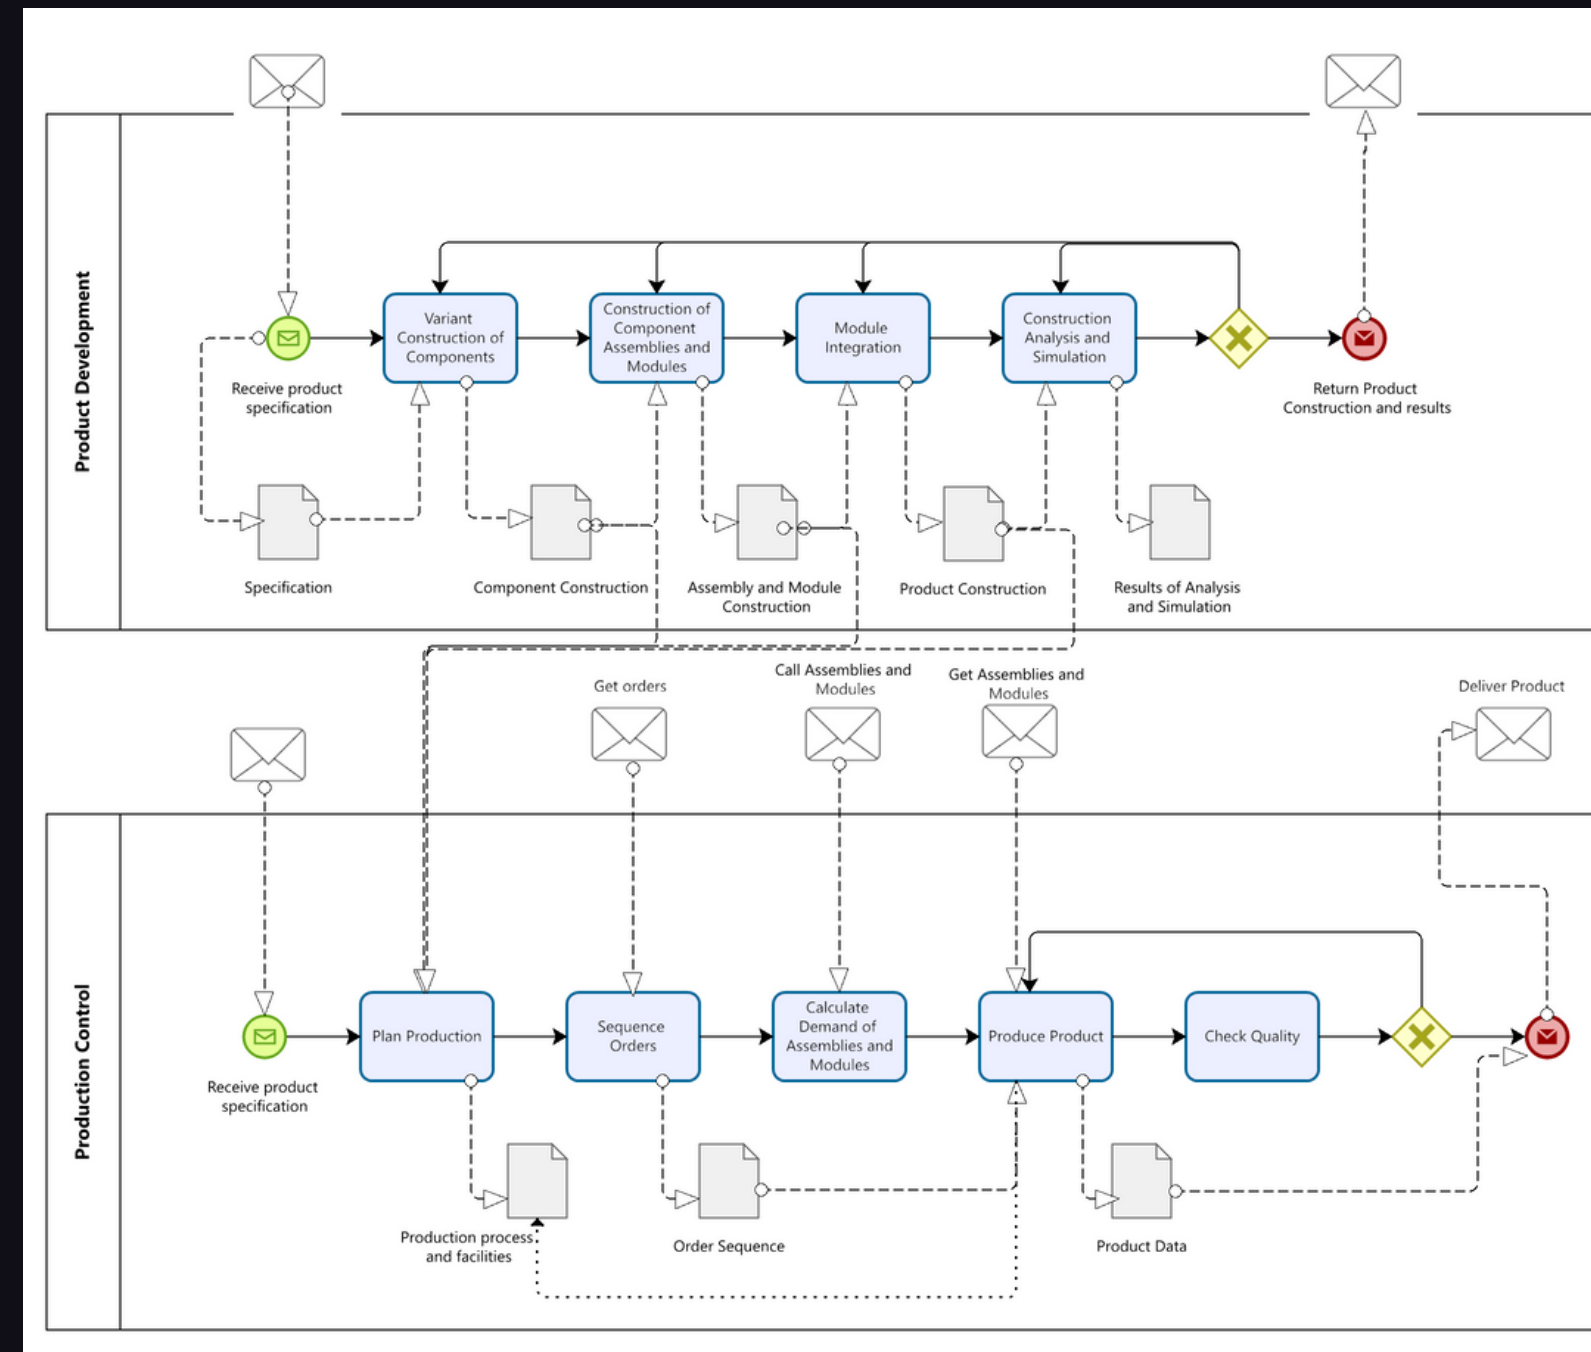 Product Development
Receive product
specification
Variant
Construction of
Components
Construction of
Component
Assemblies and
Modules
Module
Integration
Construction
Analysis and
Simulation
Return Product
Construction and results
Specification
Component Construction
Assembly and Module
Construction
Product Construction
Results of Analysis
and Simulation
Get orders
Call Assemblies and
Modules
Get Assemblies and
Modules
Deliver Product
Production Control
Receive product
specification
Plan Production
Sequence
Orders
Calculate
Demand of
Assemblies and
Modules
Produce Product
Check Quality
Production process
and facilities
Order Sequence
Product Data